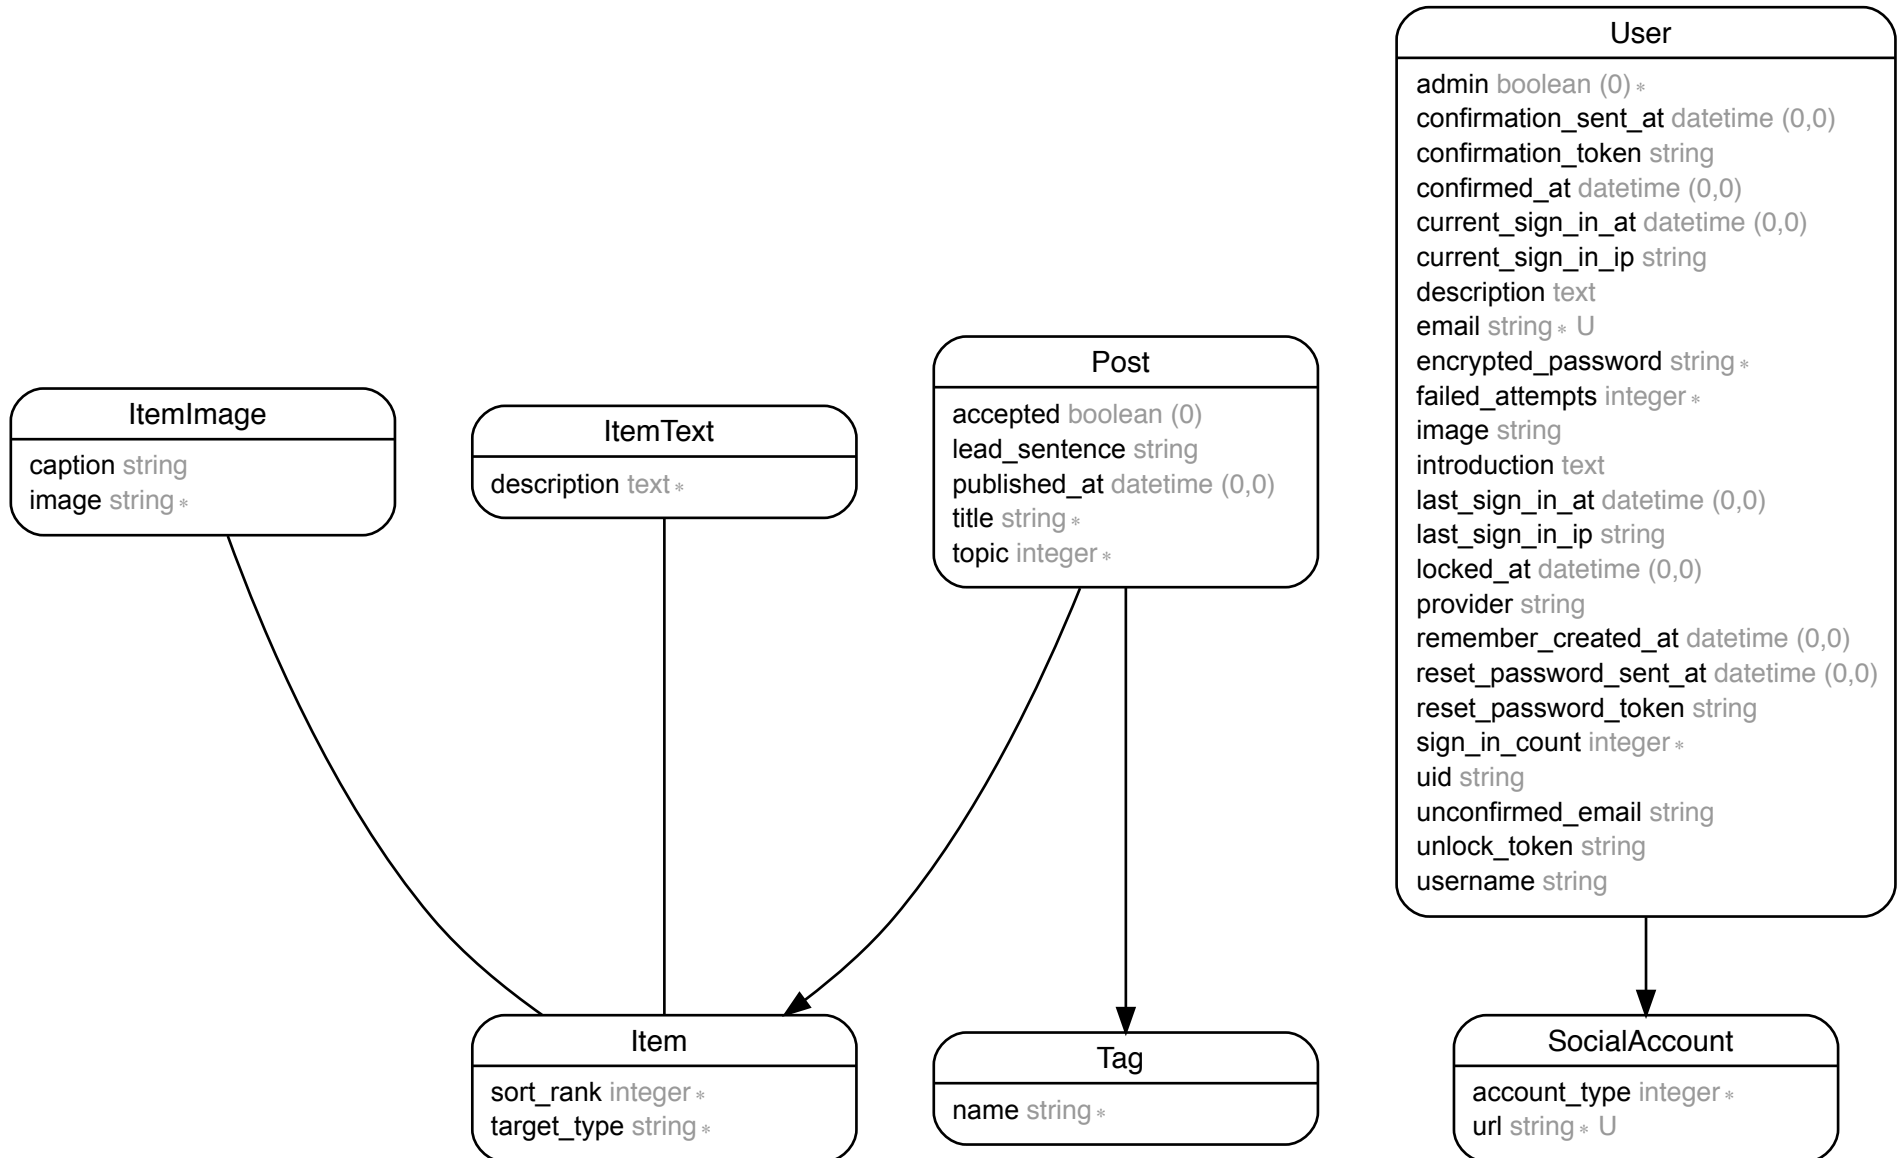 User
admin boolean (0) *
confirmation_sent_at datetime (0,0)
confirmation_token string
confirmed_at datetime (0,0)
current_sign_in_at datetime (0,0)
current_sign_in_ip string
description text
email string * U
encrypted_password string *
failed_attempts integer *
image string
introduction text
last_sign_in_at datetime (0,0)
last_sign_in_ip string
locked_at datetime (0,0)
provider string
remember_created_at datetime (0,0)
reset_password_sent_at datetime (0,0)
reset_password_token string
sign_in_count integer *
uid string
unconfirmed_email string
unlock_token string
username string
ItemImage
caption string
image string *
ItemText
description text *
Post
accepted boolean (0)
lead_sentence string
published_at datetime (0,0)
title string *
topic integer *
Item
sort_rank integer *
target_type string *
Tag
name string *
SocialAccount
account_type integer *
url string * U